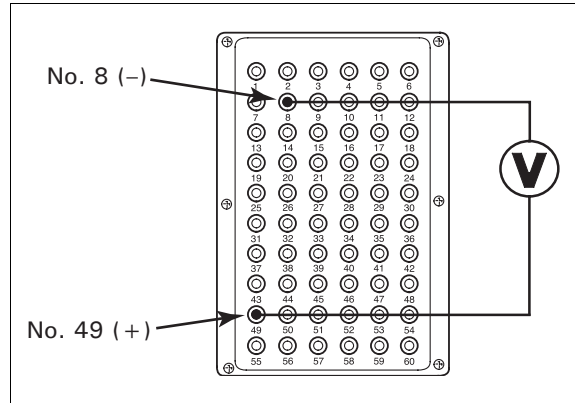 No. 8 (–)
1 2 3 4 5 6
7 8 9 10 11 12
13 14 15 16 17 18
19 20 21 22 23 24
25 26 27 28 29 30
31 32 33 34 35 36
37 38 39 40 41 42
43 44 45 46 47 48
49 50 51 52 53 54
55 56 57 58 59 60
V
No. 49 (+)